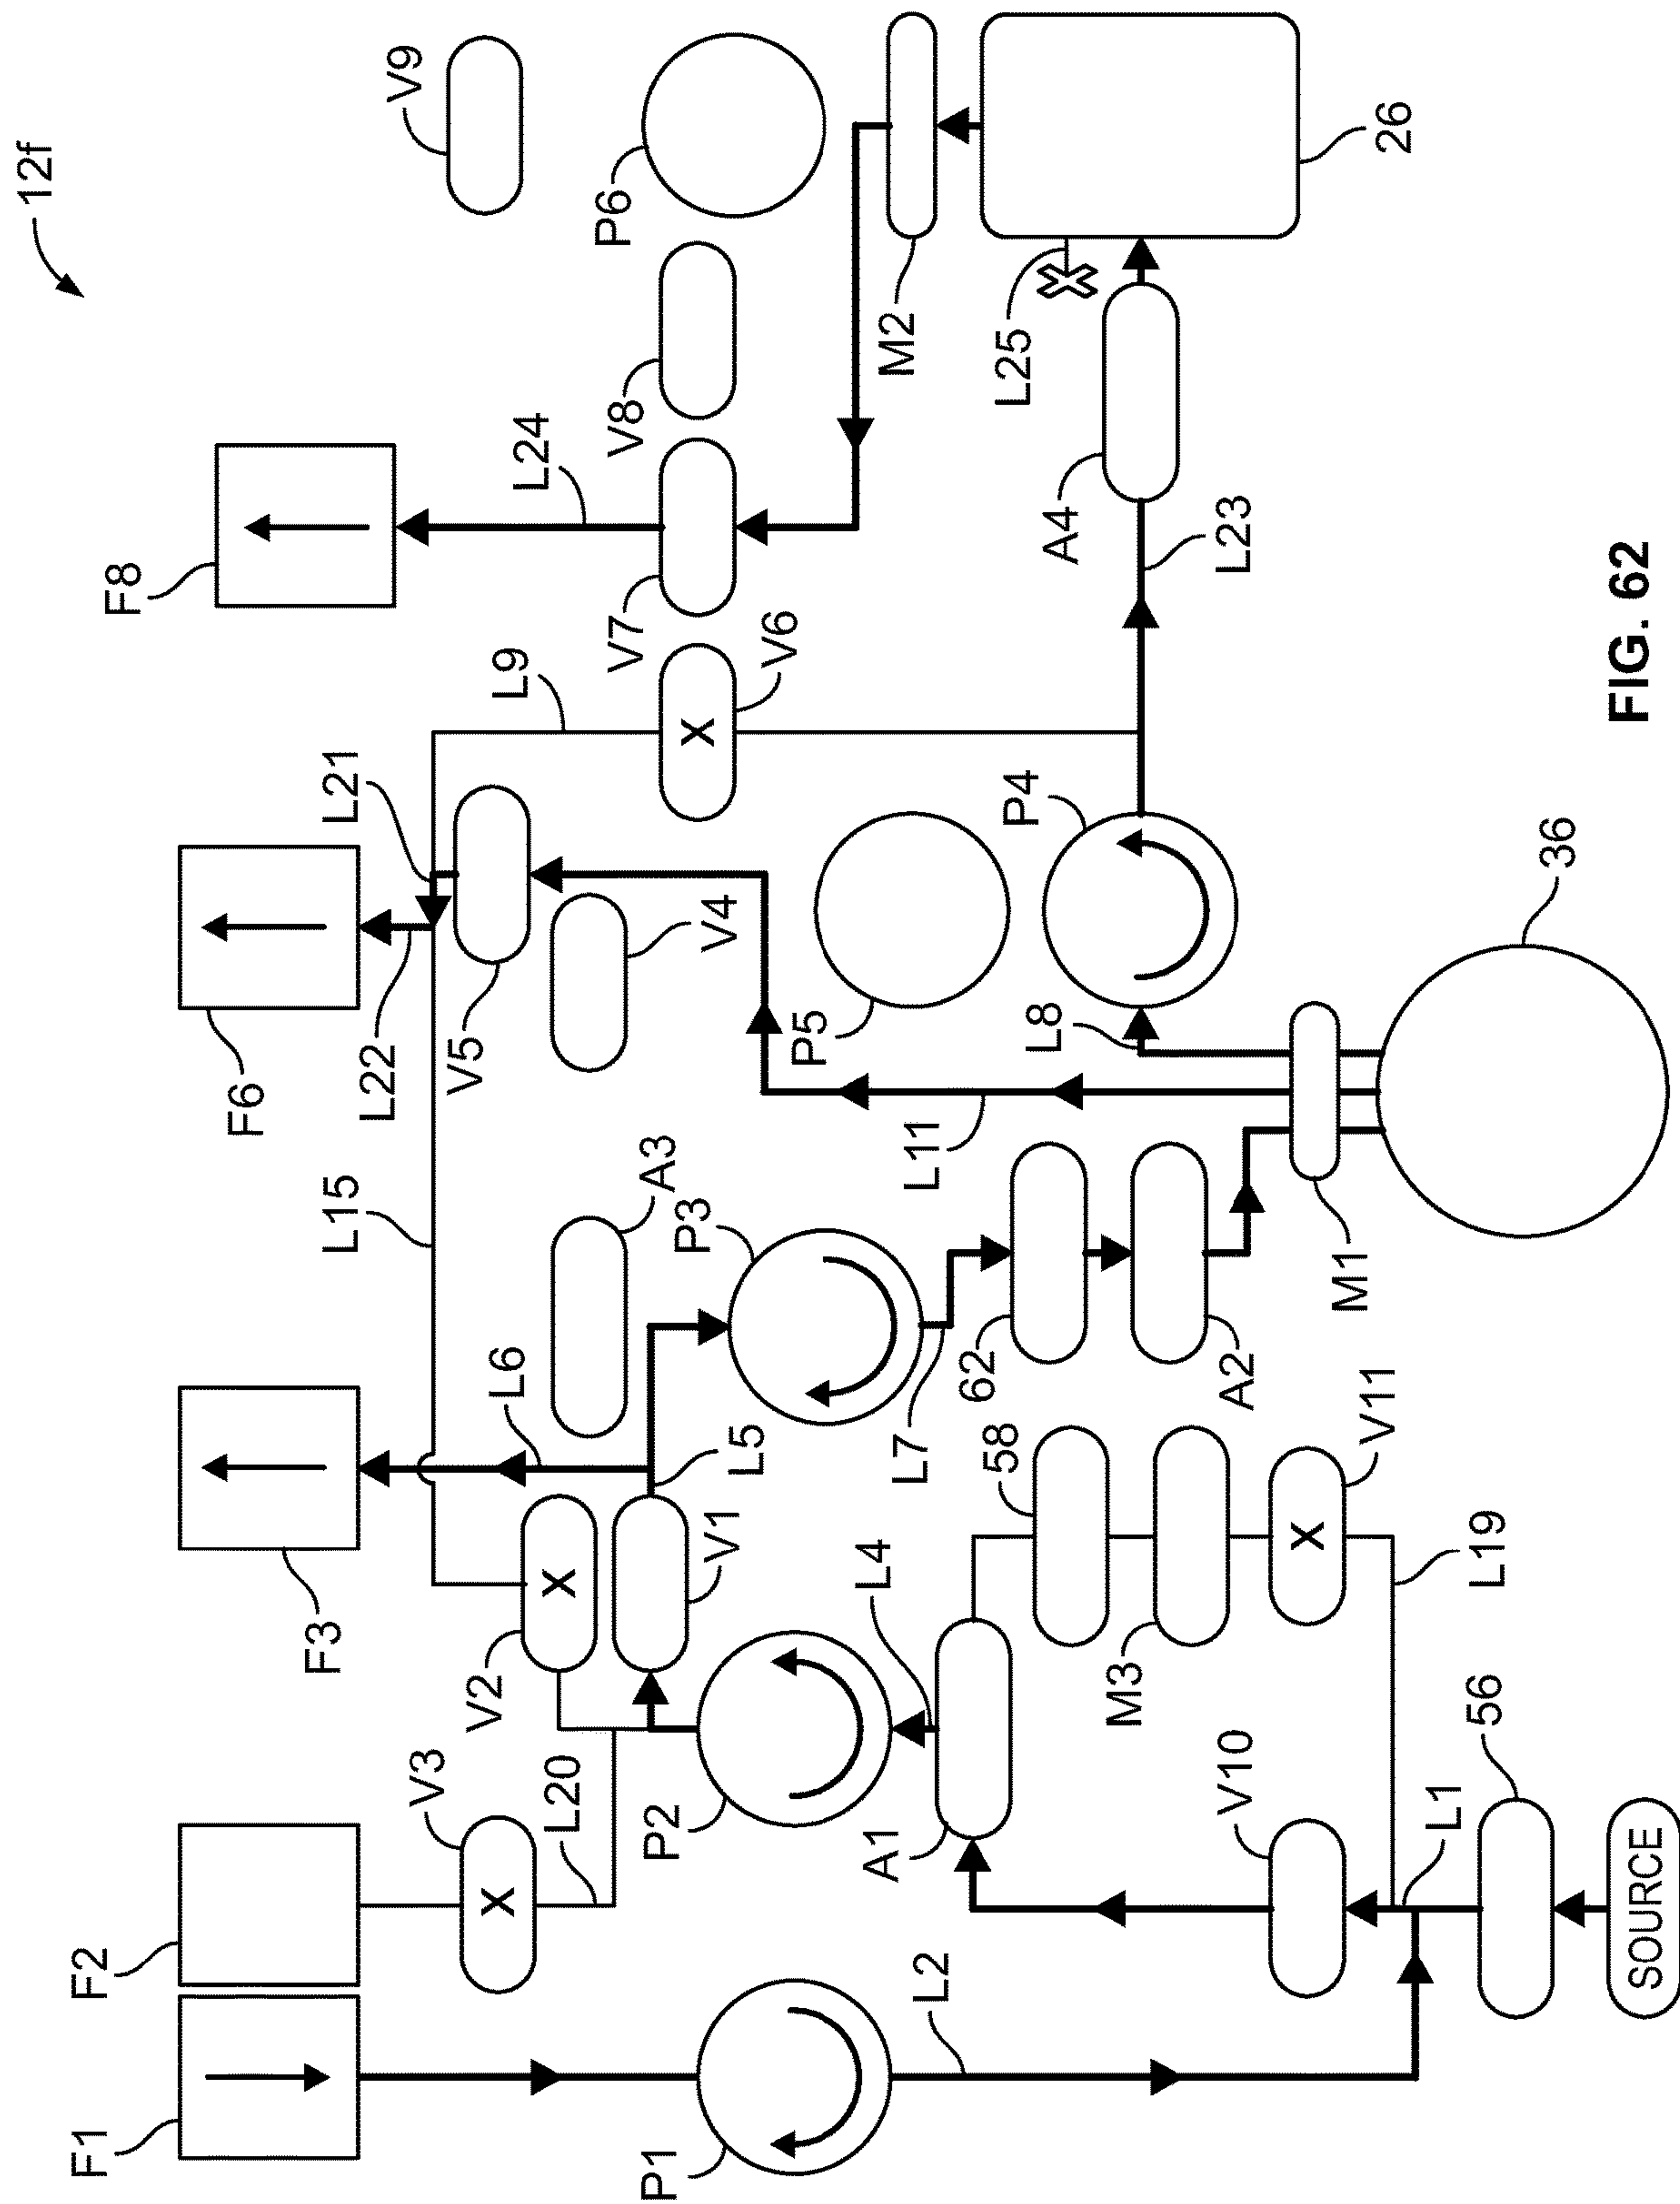 12f
F1
F2
F8
F6
F3
L15
L21
L22
V9
V3
V5
V2
L6
L9
L24
L20
V7
V8
P6
P1
P2
A3
P3
V1
V4
L5
V6
P5
A1
L4
M2
L7
L11
L2
62
58
L25
P4
L8
A4
M3
V10
A2
L23
M1
V11
26
L1
56
L19
36
X
X
X
X
SOURCE
FIG. 62